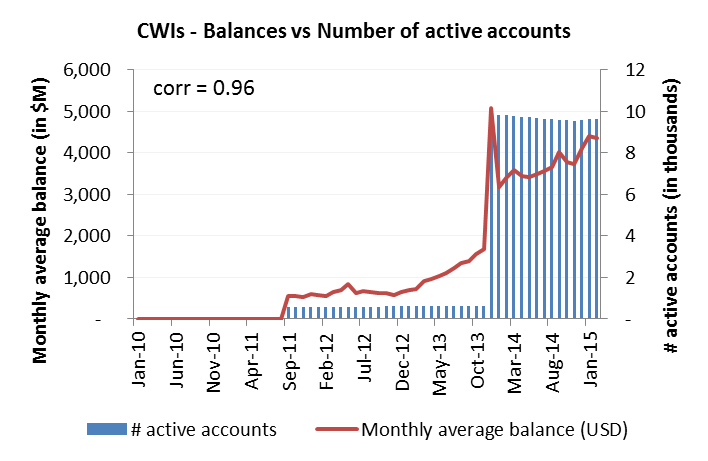 CWIs - Balances vs Number of active accounts
corr = 0.96
Monthly average balance (in $M)
6,000
5,000
4,000
3,000
2,000
1,000
-
12
10
8
6
4
2
-
# active accounts (in thousands)
Jan-10
Jun-10
Nov-10
Apr-11
Sep-11
Feb-12
Jul-12
Dec-12
May-13
Oct-13
Mar-14
Aug-14
Jan-15
# active accounts
Monthly average balance (USD)